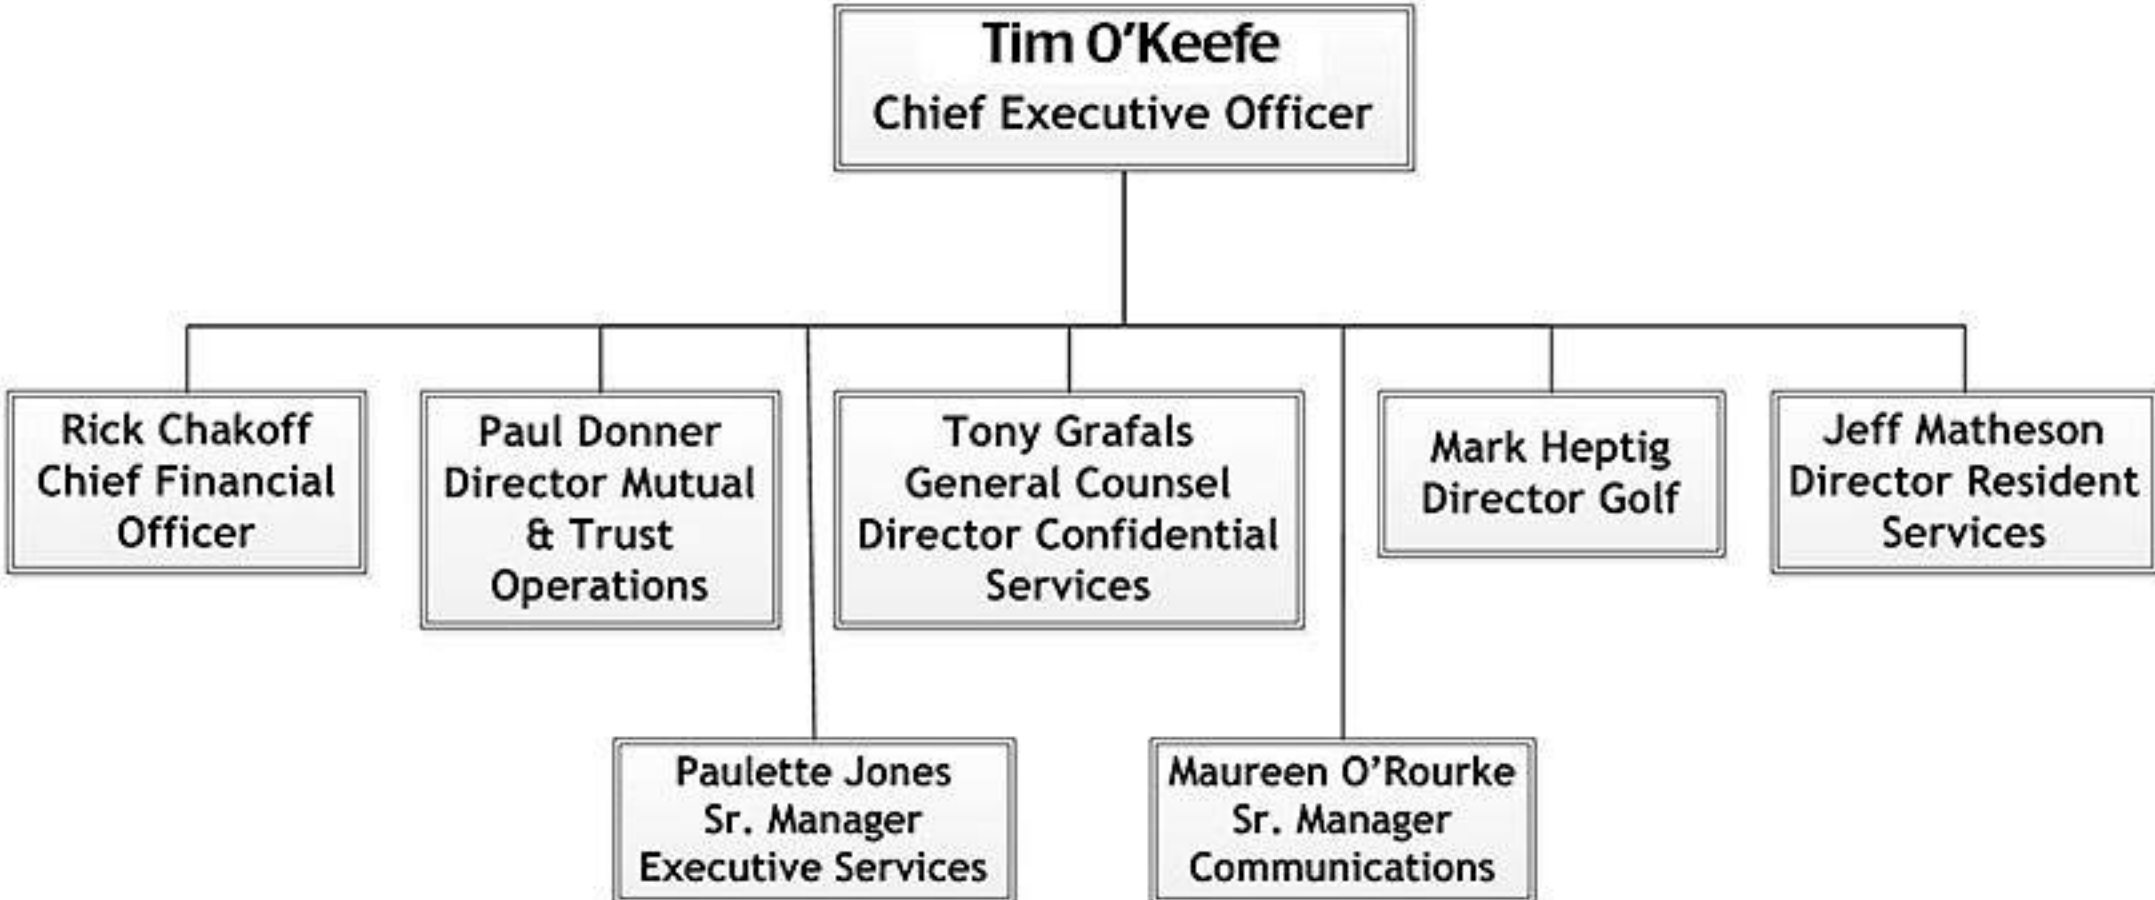 Tim O’Keefe
Chief Executive Officer
Rick Chakoff
Chief Financial
Officer
Paul Donner
Director Mutual
& Trust
Operations
Tony Grafals
General Counsel
Director Confidential
Services
Mark Heptig
Director Golf
Jeff Matheson
Director Resident
Services
Paulette Jones
Sr. Manager
Executive Services
Maureen O’Rourke
Sr. Manager
Communications